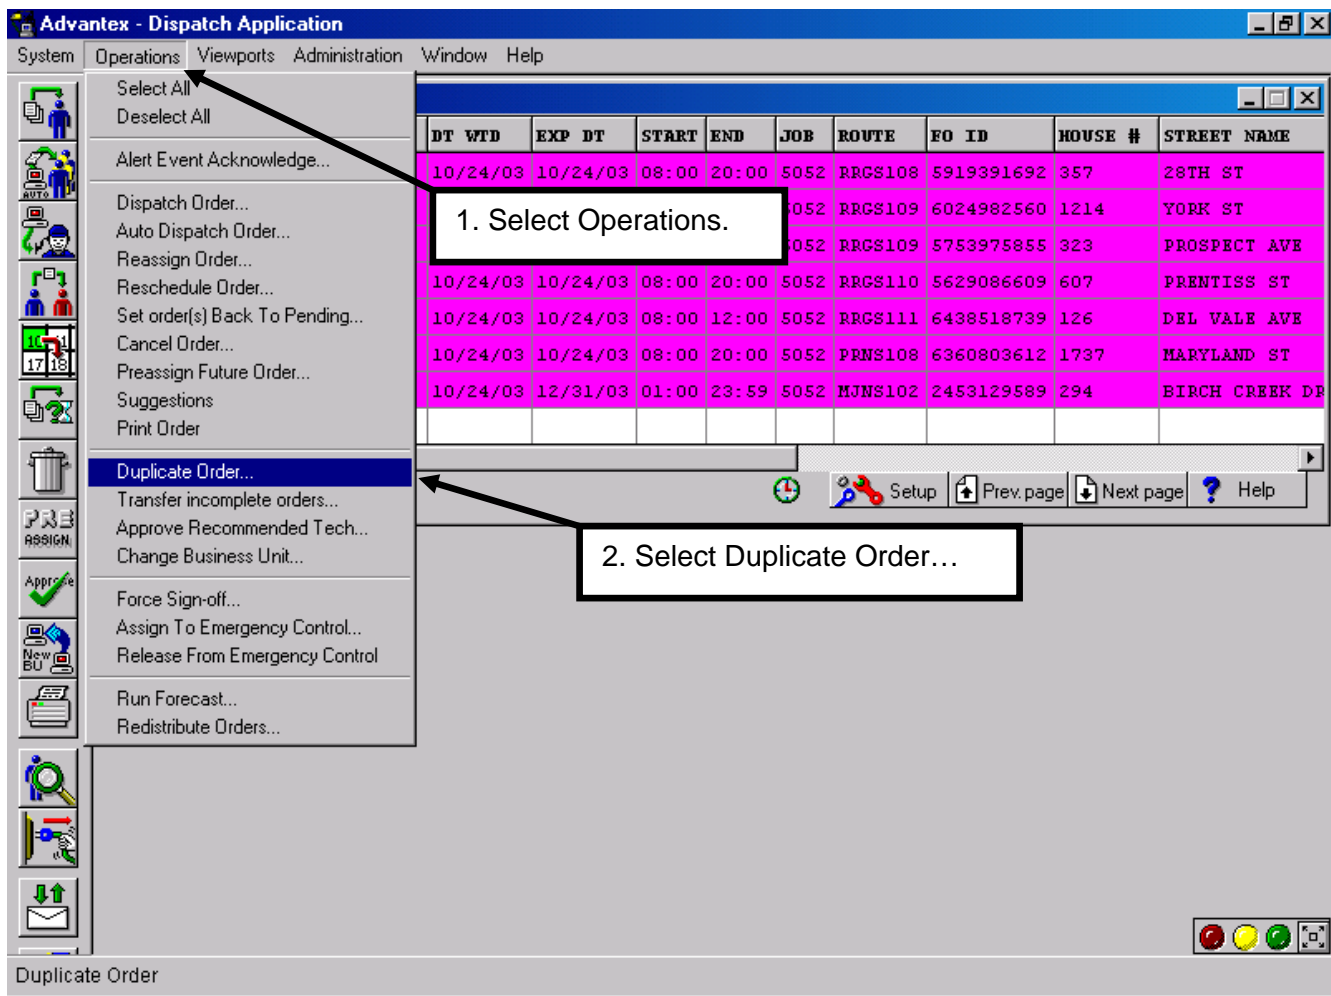 Advantex - Dispatch Application
System Operations Viewports Administration Window Help
Select All
Deselect All
Alert Event Acknowledge...
Dispatch Order...
Auto Dispatch Order...
Reassign Order...
Reschedule Order...
Set order(s) Back To Pending...
Cancel Order...
Preassign Future Order...
Suggestions
Print Order
Duplicate Order...
Transfer incomplete orders...
Approve Recommended Tech...
Change Business Unit...
Force Sign-off...
Assign To Emergency Control...
Release From Emergency Control
Run Forecast...
Redistribute Orders...
DT WTD EXP DT START END JOB ROUTE FO ID HOUSE # STREET NAME
10/24/03 10/24/03 08:00 20:00 5052 RRGS108 5919391692 357 28TH ST
5052 RRGS109 6024982560 1214 YORK ST
5052 RRGS109 5753975855 323 PROSPECT AVE
10/24/03 10/24/03 08:00 20:00 5052 RRGS110 5629086609 607 PRENTISS ST
10/24/03 10/24/03 08:00 12:00 5052 RRGS111 6438518739 126 DEL VALE AVE
10/24/03 10/24/03 08:00 20:00 5052 PRNS108 6360803612 1737 MARYLAND ST
10/24/03 12/31/03 01:00 23:59 5052 MJNS102 2453129589 294 BIRCH CREEK DR
Setup Prev. page Next page ? Help
1. Select Operations.
2. Select Duplicate Order…
AUTO
17 18
PRE
ASSIGN
Approve
New
BU
Duplicate Order